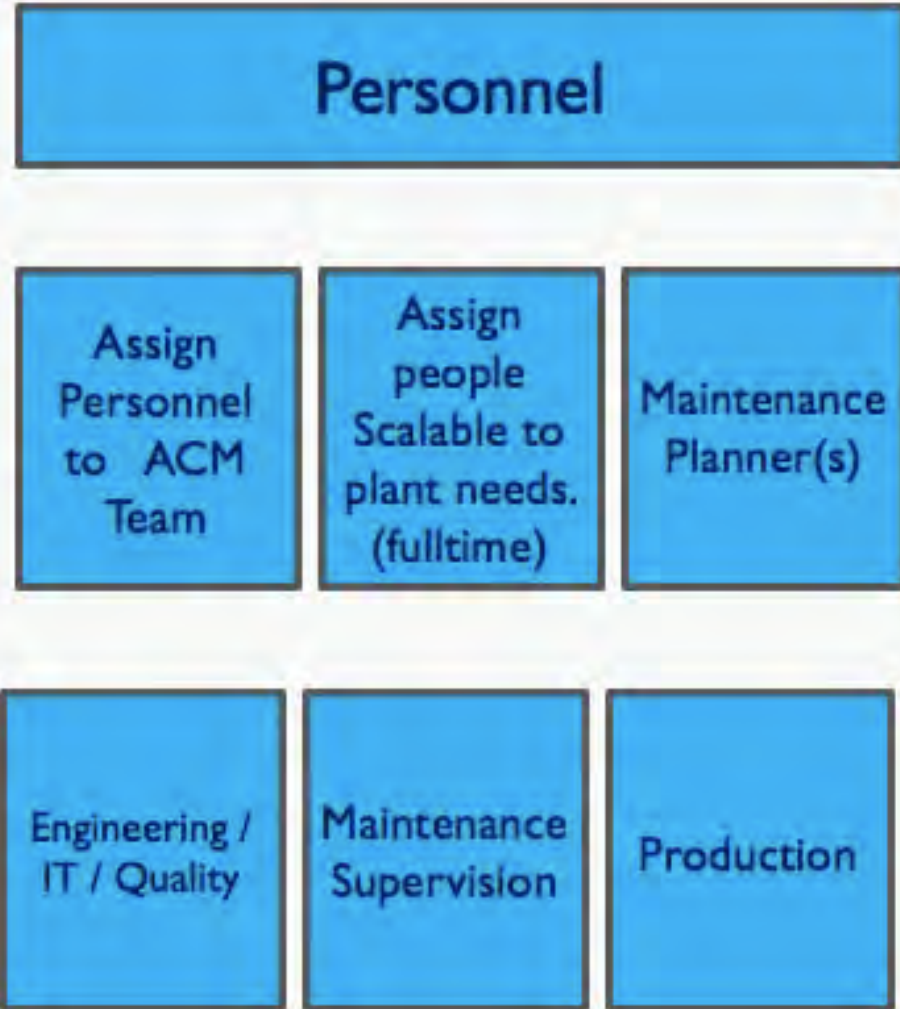 Personnel
Assign
Personnel
to ACM
Team
Assign
people
Scalable to
plant needs.
(fulltime)
Maintenance
Planner(s)
Engineering /
IT / Quality
Maintenance
Supervision
Production